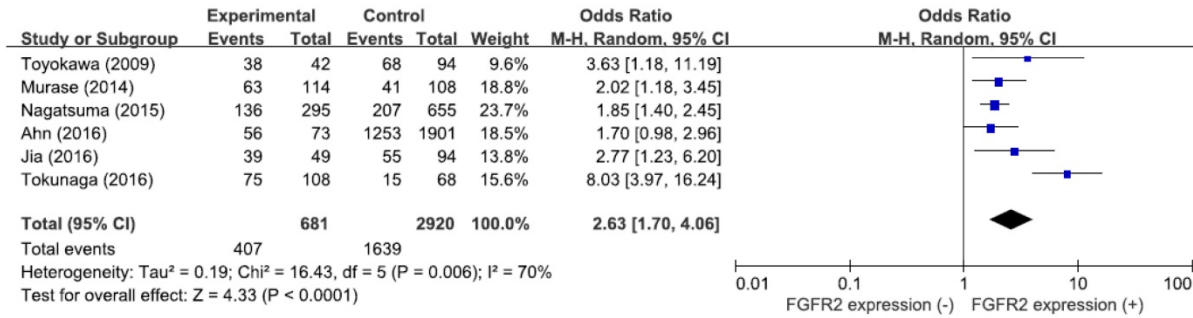 Experimental Control Odds Ratio Odds Ratio
Study or Subgroup Events Total Events Total Weight M-H, Random, 95% CI M-H, Random, 95% CI
Toyokawa (2009) 38 42 68 94 9.6% 3.63 [1.18, 11.19]
Murase (2014) 63 114 41 108 18.8% 2.02 [1.18, 3.45]
Nagatsuma (2015) 136 295 207 655 23.7% 1.85 [1.40, 2.45]
Ahn (2016) 56 73 1253 1901 18.5% 1.70 [0.98, 2.96]
Jia (2016) 39 49 55 94 13.8% 2.77 [1.23, 6.20]
Tokunaga (2016) 75 108 15 68 15.6% 8.03 [3.97, 16.24]
Total (95% CI) 681 2920 100.0% 2.63 [1.70, 4.06]
Total events 407 1639
Heterogeneity: Tau² = 0.19; Chi² = 16.43, df = 5 (P = 0.006); I² = 70%
Test for overall effect: Z = 4.33 (P < 0.0001)
0.01 0.1 1 10 100
FGFR2 expression (-) FGFR2 expression (+)